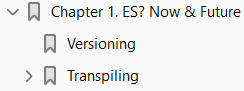 Chapter 1. ES? Now & Future
Versioning
Transpiling